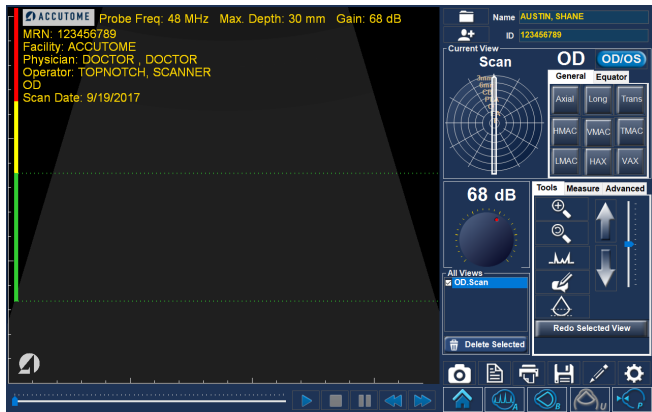 ACCUTOME Probe Freq: 48 MHz Max. Depth: 30 mm Gain: 68 dB
MRN: 123456789
Facility: ACCUTOME
Physician: DOCTOR , DOCTOR
Operator: TOPNOTCH, SCANNER
OD
Scan Date: 9/19/2017
Name AUSTIN, SHANE
ID 123456789
Current View
Scan
OD OD/OS
3mm
6mm
General Equator
Axial Long Trans
HMAC VMAC TMAC
LMAC HAX VAX
68 dB
Tools Measure Advanced
All Views
OD.Scan
Delete Selected
Redo Selected View
A B U P